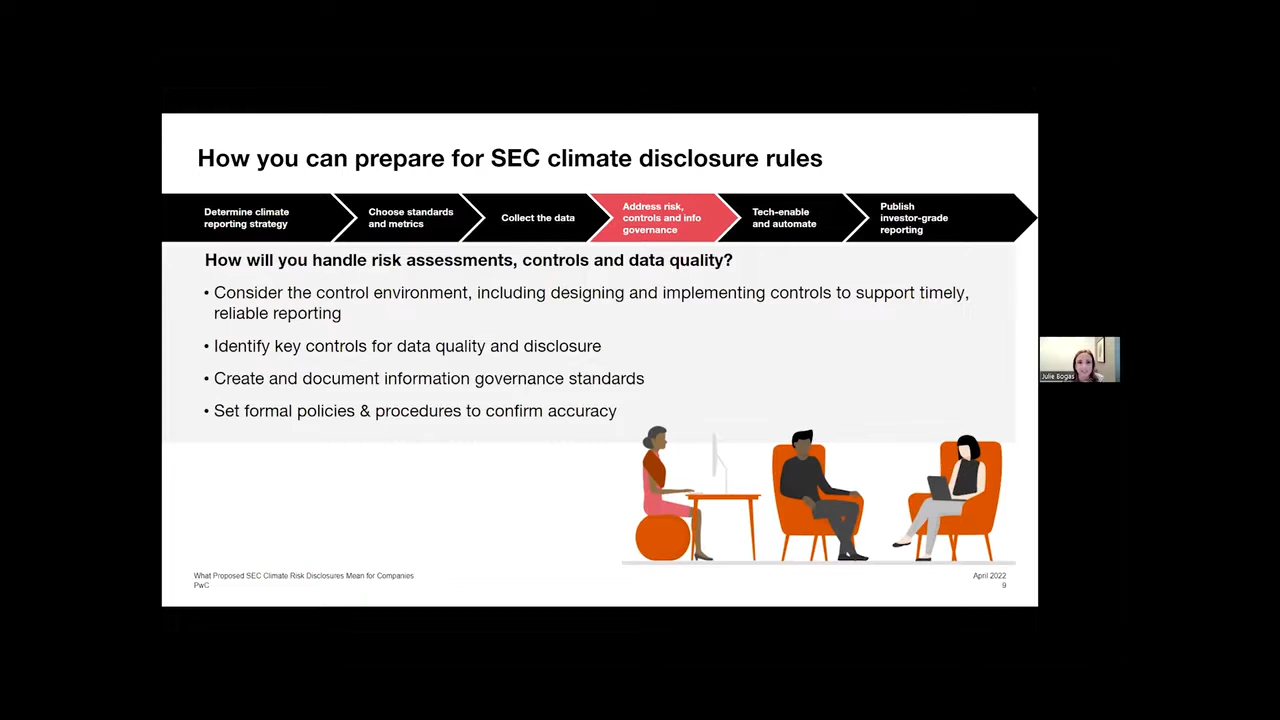 How you can prepare for SEC climate disclosure rules
Determine climate
reporting strategy
Choose standards
and metrics
Collect the data
Address risk,
controls and info
governance
Tech-enable
and automate
Publish
investor-grade
reporting
How will you handle risk assessments, controls and data quality?
• Consider the control environment, including designing and implementing controls to support timely,
reliable reporting
• Identify key controls for data quality and disclosure
• Create and document information governance standards
• Set formal policies & procedures to confirm accuracy
Julie Bogas
What Proposed SEC Climate Risk Disclosures Mean for Companies
PwC
April 2022
9